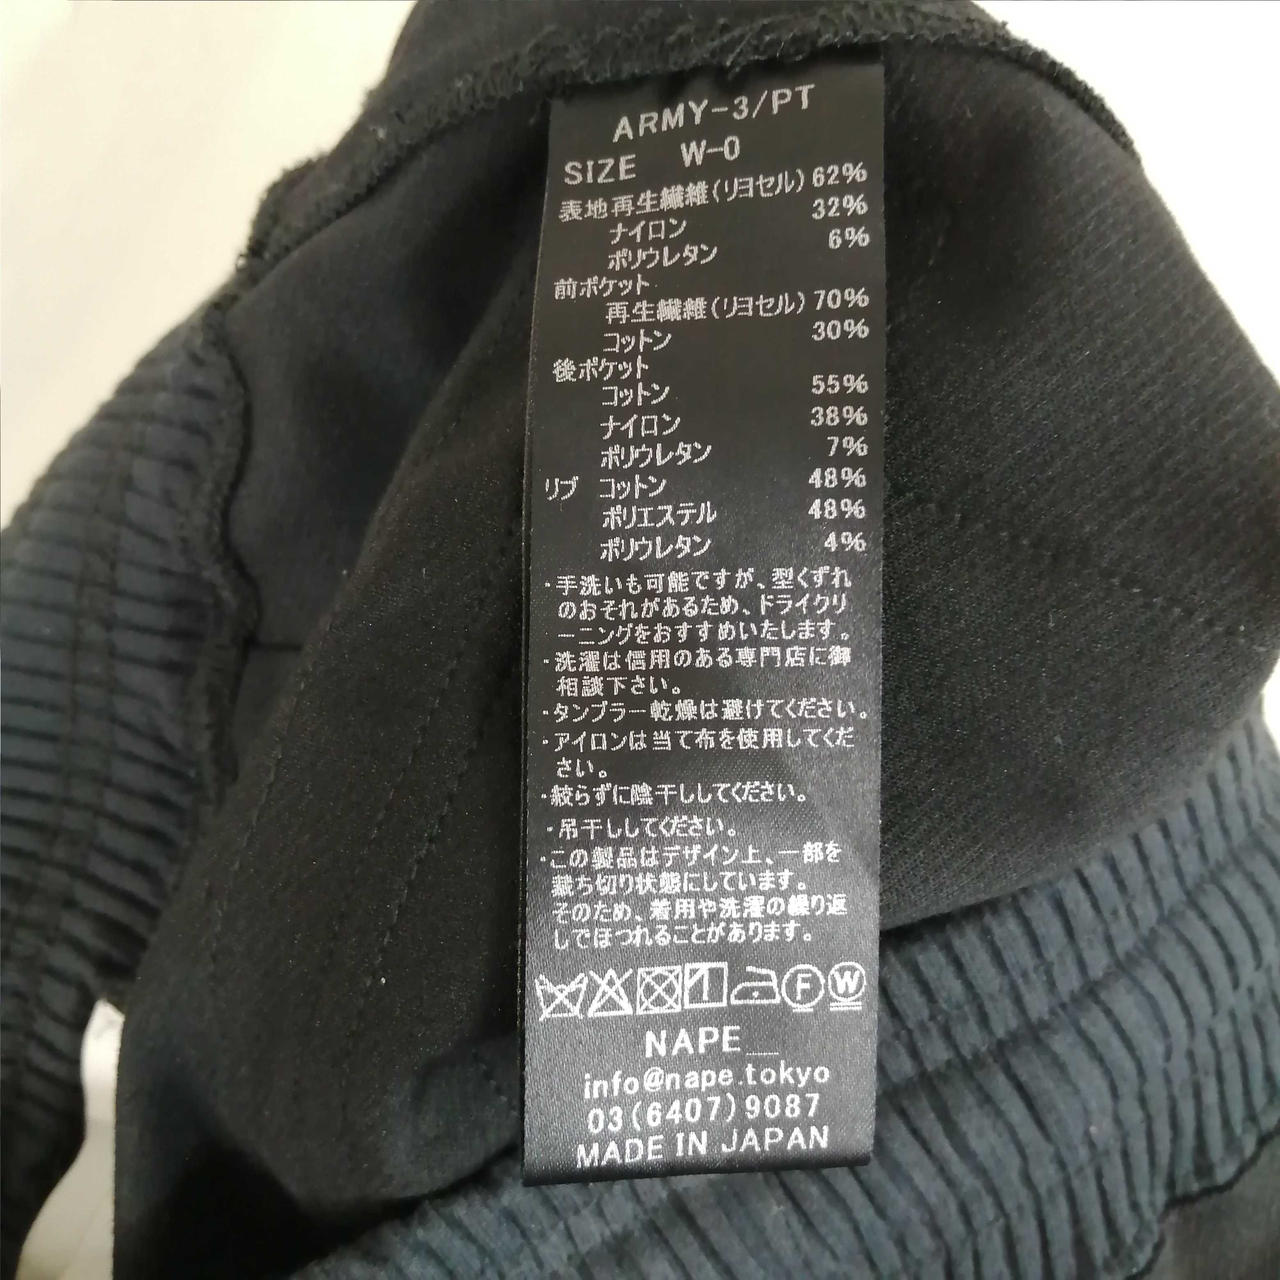 ARMY-3/PT
SIZE W-0
表地再生繊維(リヨセル) 62%
ナイロン 32%
ポリウレタン 6%
前ポケット
再生繊維(リヨセル) 70%
コットン 30%
後ポケット
コットン 55%
ナイロン 38%
ポリウレタン 7%
リブ コットン 48%
ポリエステル 48%
ポリウレタン 4%
・手洗いも可能ですが、型くずれ
のおそれがあるため、ドライクリ
ーニングをおすすめいたします。
・洗濯は信用のある専門店に御
相談下さい。
・タンブラー乾燥は避けてください。
・アイロンは当て布を使用してくだ
さい。
・絞らずに陰干ししてください。
・吊干ししてください。
・この製品はデザイン上、一部を
裁ち切り状態にしています。
そのため、着用や洗濯の繰り返
しでほつれることがあります。
F W
NAPE_
info@nape.tokyo
03(6407)9087
MADE IN JAPAN